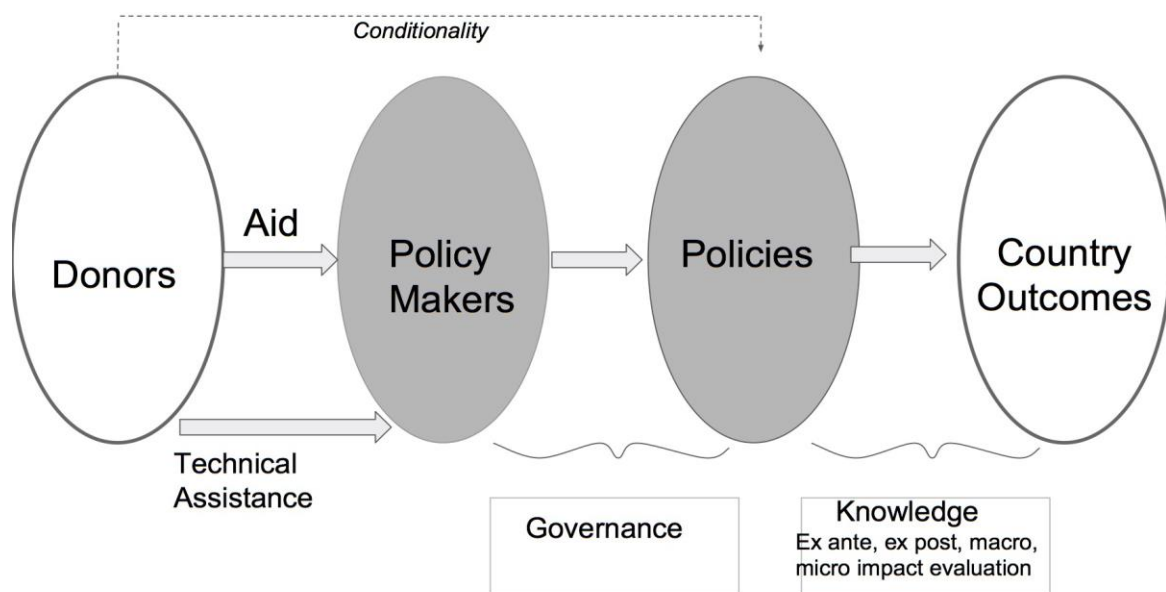 Conditionality
Donors
Aid
Policy
Makers
Policies
Country
Outcomes
Technical
Assistance
Governance
Knowledge
Ex ante, ex post, macro,
micro impact evaluation